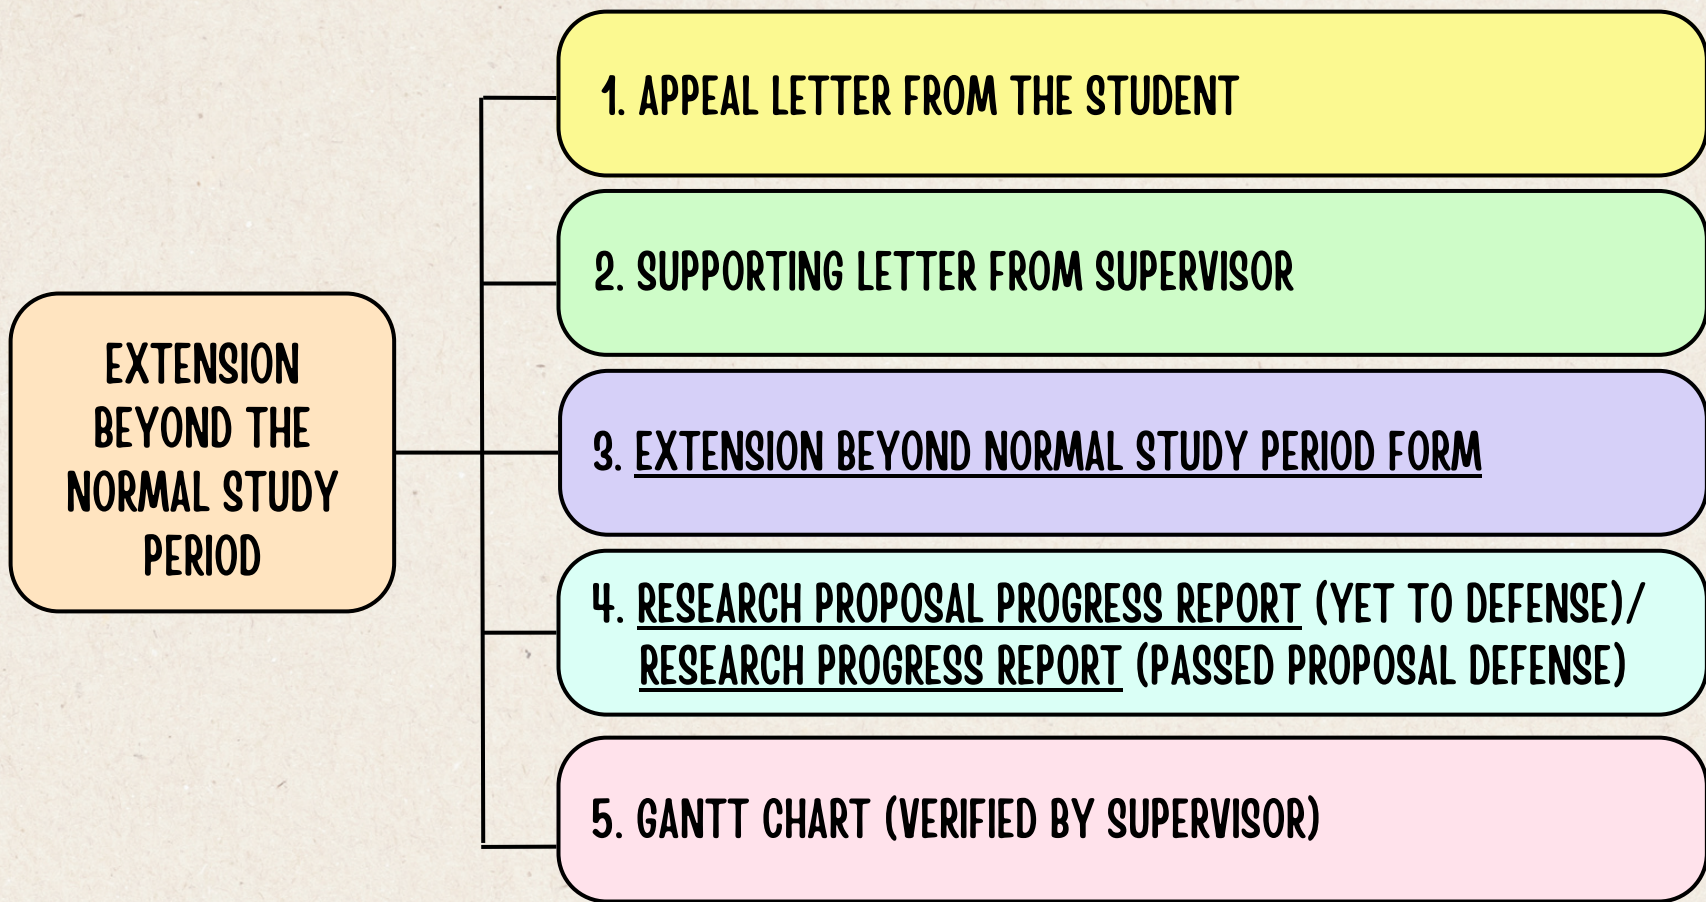 EXTENSION
BEYOND THE
NORMAL STUDY
PERIOD
1. APPEAL LETTER FROM THE STUDENT
2. SUPPORTING LETTER FROM SUPERVISOR
3. EXTENSION BEYOND NORMAL STUDY PERIOD FORM
4. RESEARCH PROPOSAL PROGRESS REPORT (YET TO DEFENSE)/
RESEARCH PROGRESS REPORT (PASSED PROPOSAL DEFENSE)
5. GANTT CHART (VERIFIED BY SUPERVISOR)